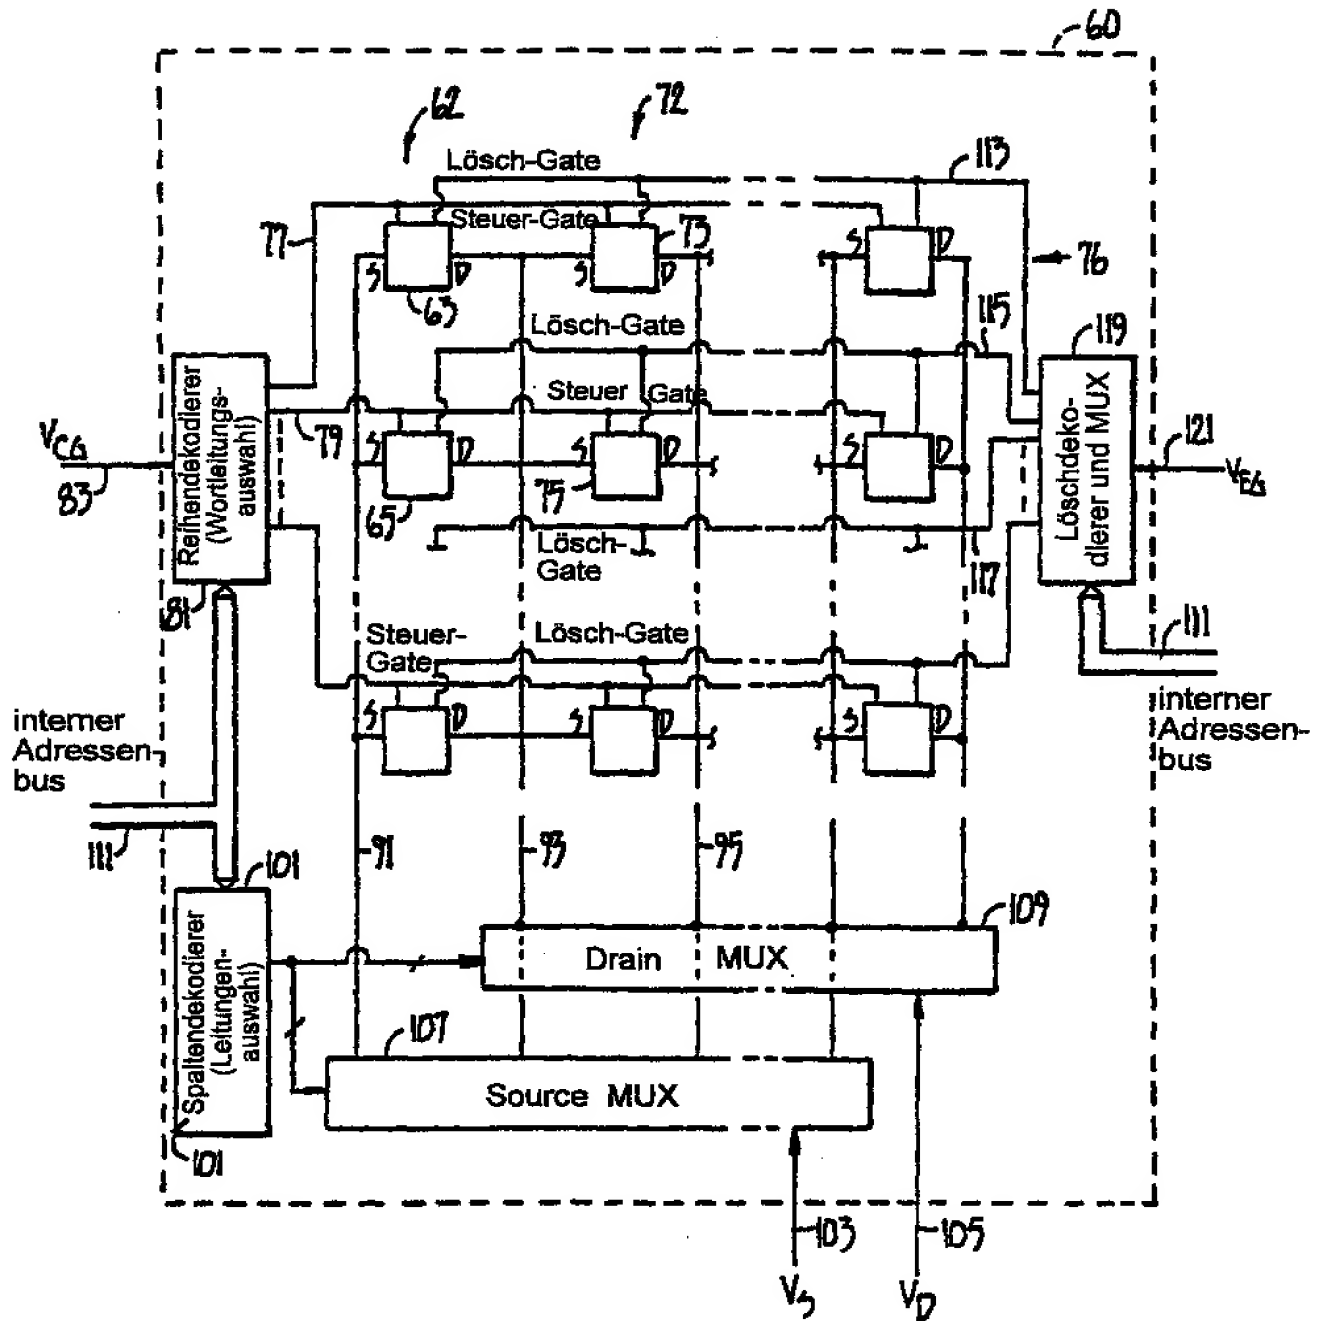 60
62
72
Lösch-Gate
113
77
Steuer-Gate
73
S
D
S
D
S
D
76
63
Lösch-Gate
115
119
Steuer Gate
79
V_CG
83
Reihendekodierer
(Wortleitungs-
auswahl)
S
D
S
D
S
D
65
75
Löschdeko-
dierer und MUX
121
V_EG
Lösch-
Gate
117
81
111
Steuer-
Gate
Lösch-Gate
S
D
S
D
S
D
interner
Adressen-
bus
interner
Adressen-
bus
111
91
93
95
101
109
Spaltendekodierer
(Leitungen-
auswahl)
Drain MUX
107
Source MUX
101
103
105
V_S
V_D